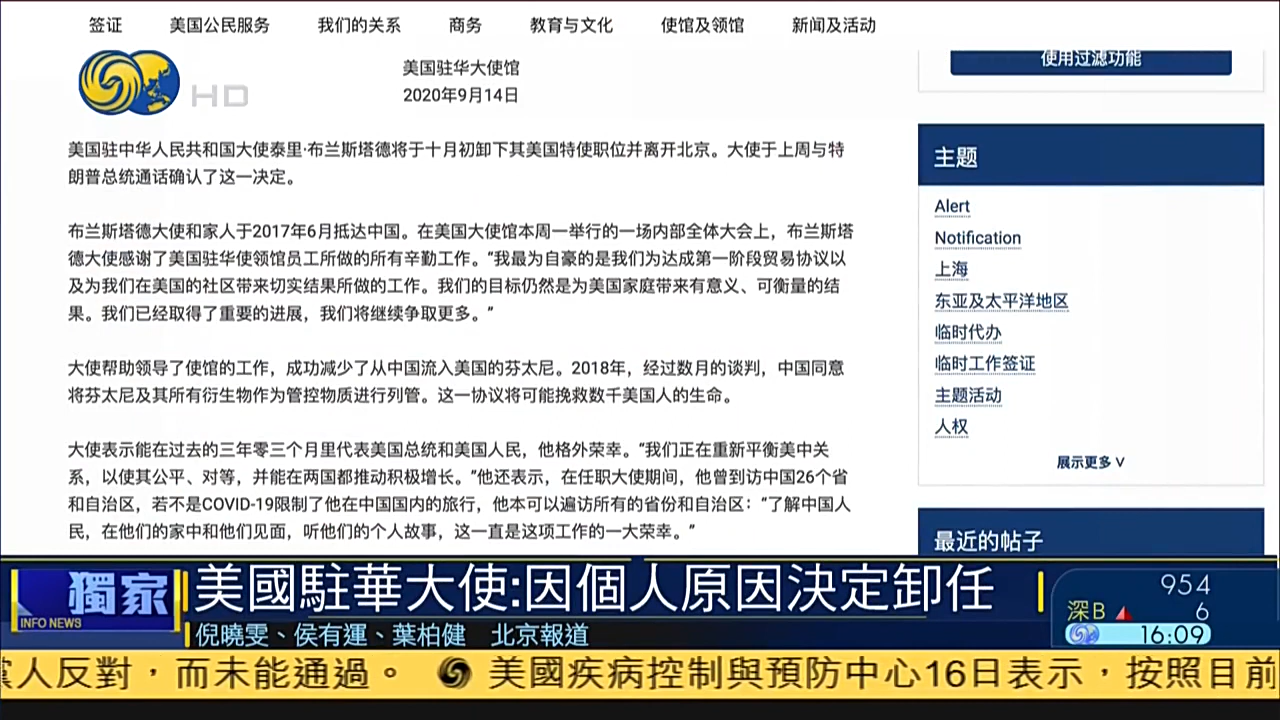 签证 美国公民服务 我们的关系 商务 教育与文化 使馆及领馆 新闻及活动
HD
美国驻华大使馆
2020年9月14日
美国驻中华人民共和国大使泰里·布兰斯塔德将于十月初卸下其美国特使职位并离开北京。大使于上周与特
朗普总统通话确认了这一决定。
布兰斯塔德大使和家人于2017年6月抵达中国。在美国大使馆本周一举行的一场内部全体大会上，布兰斯塔
德大使感谢了美国驻华使领馆员工所做的所有辛勤工作。“我最为自豪的是我们为达成第一阶段贸易协议以
及为我们在美国的社区带来切实结果所做的工作。我们的目标仍然是为美国家庭带来有意义、可衡量的结
果。我们已经取得了重要的进展，我们将继续争取更多。”
大使帮助领导了使馆的工作，成功减少了从中国流入美国的芬太尼。2018年，经过数月的谈判，中国同意
将芬太尼及其所有衍生物作为管控物质进行列管。这一协议将可能挽救数千美国人的生命。
大使表示能在过去的三年零三个月里代表美国总统和美国人民，他格外荣幸。“我们正在重新平衡美中关
系，以使其公平、对等，并能在两国都推动积极增长。”他还表示，在任职大使期间，他曾到访中国26个省
和自治区，若不是COVID-19限制了他在中国国内的旅行，他本可以遍访所有的省份和自治区：“了解中国人
民，在他们的家中和他们见面，听他们的个人故事，这一直是这项工作的一大荣幸。”
使用过滤功能
主题
Alert
Notification
上海
东亚及太平洋地区
临时代办
临时工作签证
主题活动
人权
展示更多
最近的帖子
獨家
INFO NEWS
美國駐華大使:因個人原因決定卸任
倪曉雯、侯有運、葉柏健 北京報道
954
深B 6
16:09
黨人反對，而未能通過。 美國疾病控制與預防中心16日表示，按照目前